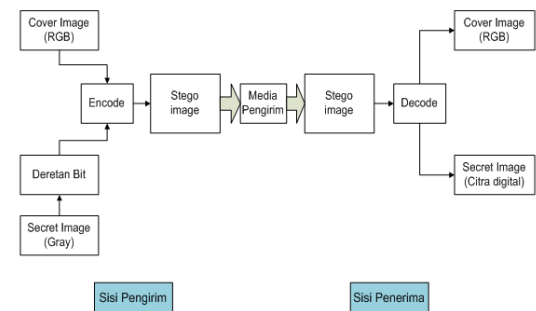 Cover Image
(RGB)
Cover Image
(RGB)
Encode
Stego
image
Media
Pengirim
Stego
image
Decode
Deretan Bit
Secret Image
(Citra digital)
Secret Image
(Gray)
Sisi Pengirim
Sisi Penerima